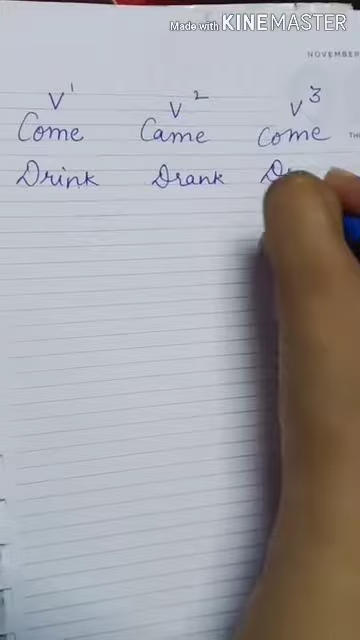 Made with KINEMASTER
NOVEMBER
V¹ V² V³
Come Came Come
Drink Drank